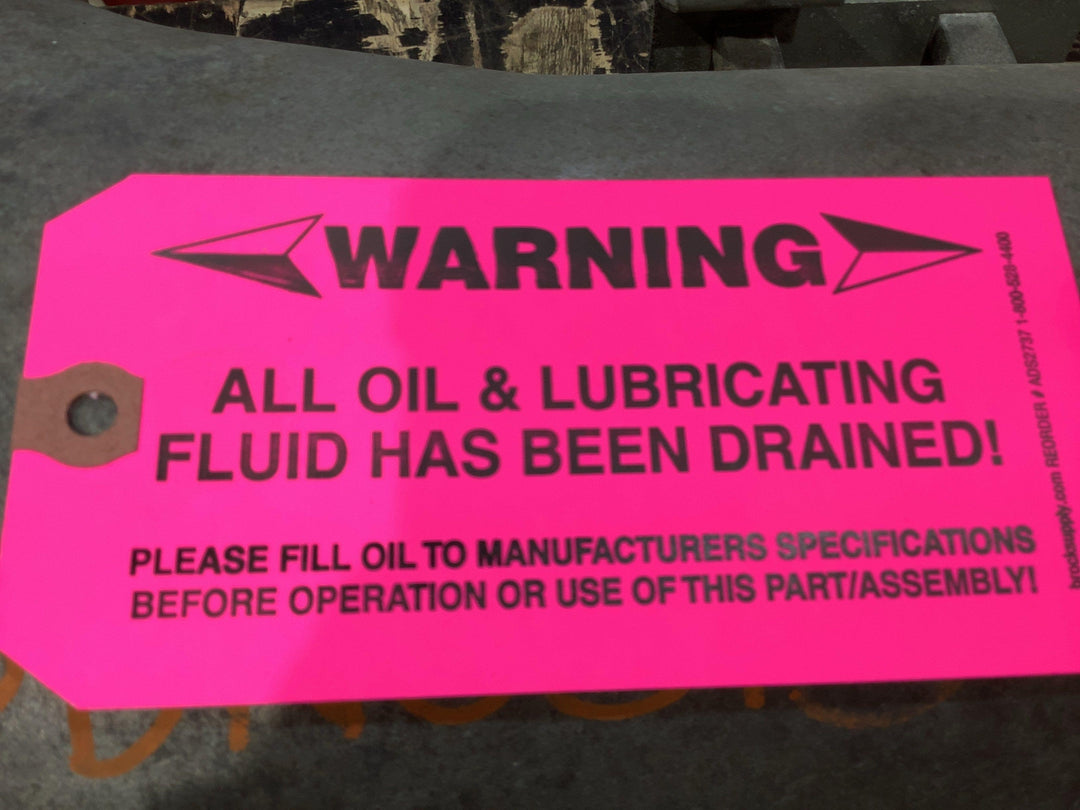 WARNING
ALL OIL & LUBRICATING
FLUID HAS BEEN DRAINED!
PLEASE FILL OIL TO MANUFACTURERS SPECIFICATIONS
BEFORE OPERATION OR USE OF THIS PART/ASSEMBLY!
brocksupply.com REORDER # ADS2737 1-800-528-4400